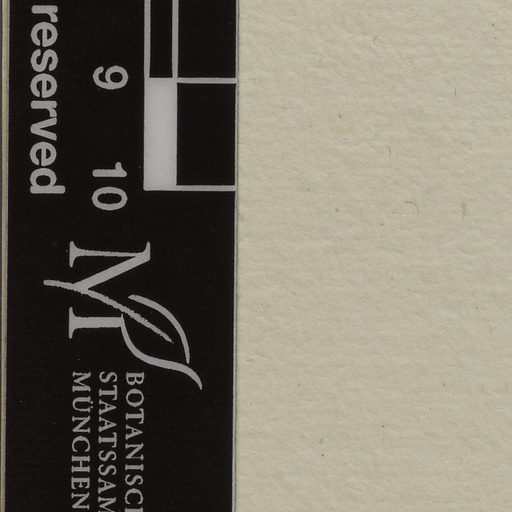 reserved
9 10
BOTANISC
STAATSSAM
MÜNCHEN